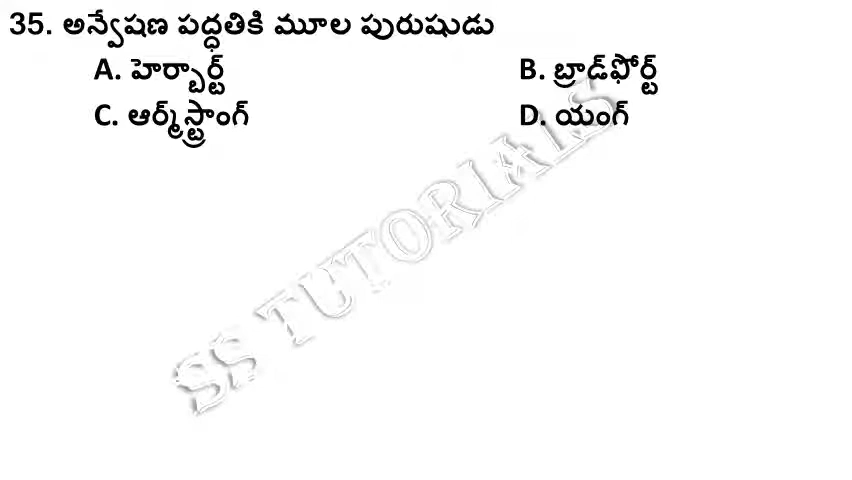 35. అన్వేషణ పద్ధతికి మూల పురుషుడు
A. హెర్బార్ట్ B. బ్రాడ్‌ఫోర్ట్
C. ఆర్మ్‌స్ట్రాంగ్ D. యంగ్
SS TUTORIALS